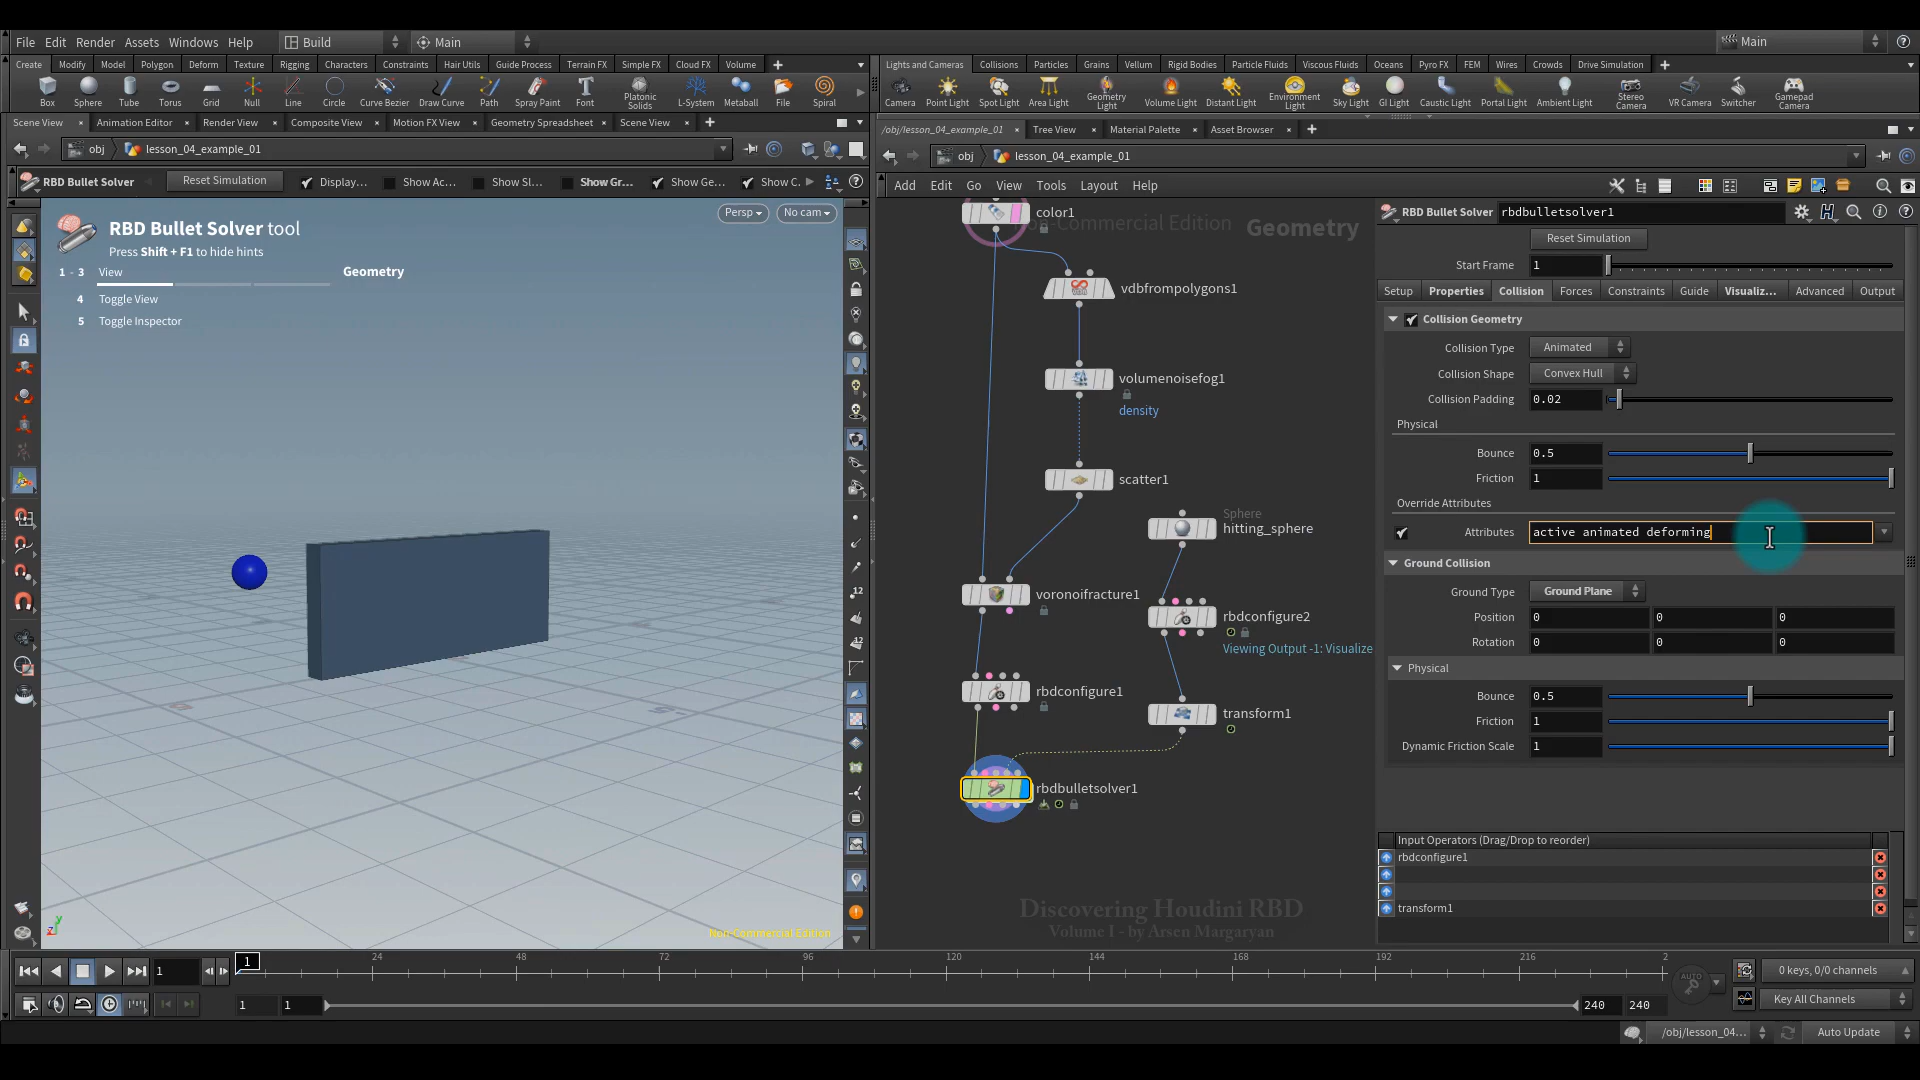 File Edit Render Assets Windows Help Build Main Main
Create Modify Model Polygon Deform Texture Rigging Characters Constraints Hair Utils Guide Process Terrain FX Simple FX Cloud FX Volume
Lights and Cameras Collisions Particles Grains Vellum Rigid Bodies Particle Fluids Viscous Fluids Oceans Pyro FX FEM Wires Crowds Drive Simulation
Box Sphere Tube Torus Grid Null Line Circle Curve Bezier Draw Curve Path Spray Paint Font Platonic Solids L-System Metaball File Spiral
Camera Point Light Spot Light Area Light Geometry Light Volume Light Distant Light Environment Light Sky Light GI Light Caustic Light Portal Light Ambient Light Stereo Camera VR Camera Switcher Gamepad Camera
Scene View Animation Editor Render View Composite View Motion FX View Geometry Spreadsheet Scene View
/obj/lesson_04_example_01 Tree View Material Palette Asset Browser
obj lesson_04_example_01
obj lesson_04_example_01
RBD Bullet Solver Reset Simulation Display... Show Ac... Show Sl... Show Gr... Show Ge... Show C.
Add Edit Go View Tools Layout Help
RBD Bullet Solver tool
Press Shift + F1 to hide hints
1 - 3 View Geometry
4 Toggle View
5 Toggle Inspector
Persp No cam
Non-Commercial Edition
color1
Non-Commercial Edition
Geometry
vdbfrompolygons1
volumenoisefog1
density
scatter1
Sphere
hitting_sphere
voronoifracture1
rbdconfigure2
Viewing Output -1: Visualize
rbdconfigure1
transform1
rbdbulletsolver1
Discovering Houdini RBD
Volume I - by Arsen Margaryan
RBD Bullet Solver rbdbulletsolver1
Reset Simulation
Start Frame 1
Setup Properties Collision Forces Constraints Guide Visualiz... Advanced Output
Collision Geometry
Collision Type Animated
Collision Shape Convex Hull
Collision Padding 0.02
Physical
Bounce 0.5
Friction 1
Override Attributes
Attributes active animated deforming
Ground Collision
Ground Type Ground Plane
Position 0 0 0
Rotation 0 0 0
Physical
Bounce 0.5
Friction 1
Dynamic Friction Scale 1
Input Operators (Drag/Drop to reorder)
rbdconfigure1
transform1
1 1 24 48 72 96 120 144 168 192 216 2
AUTO
0 keys, 0/0 channels
1 1 240 240
Key All Channels
/obj/lesson_04... Auto Update